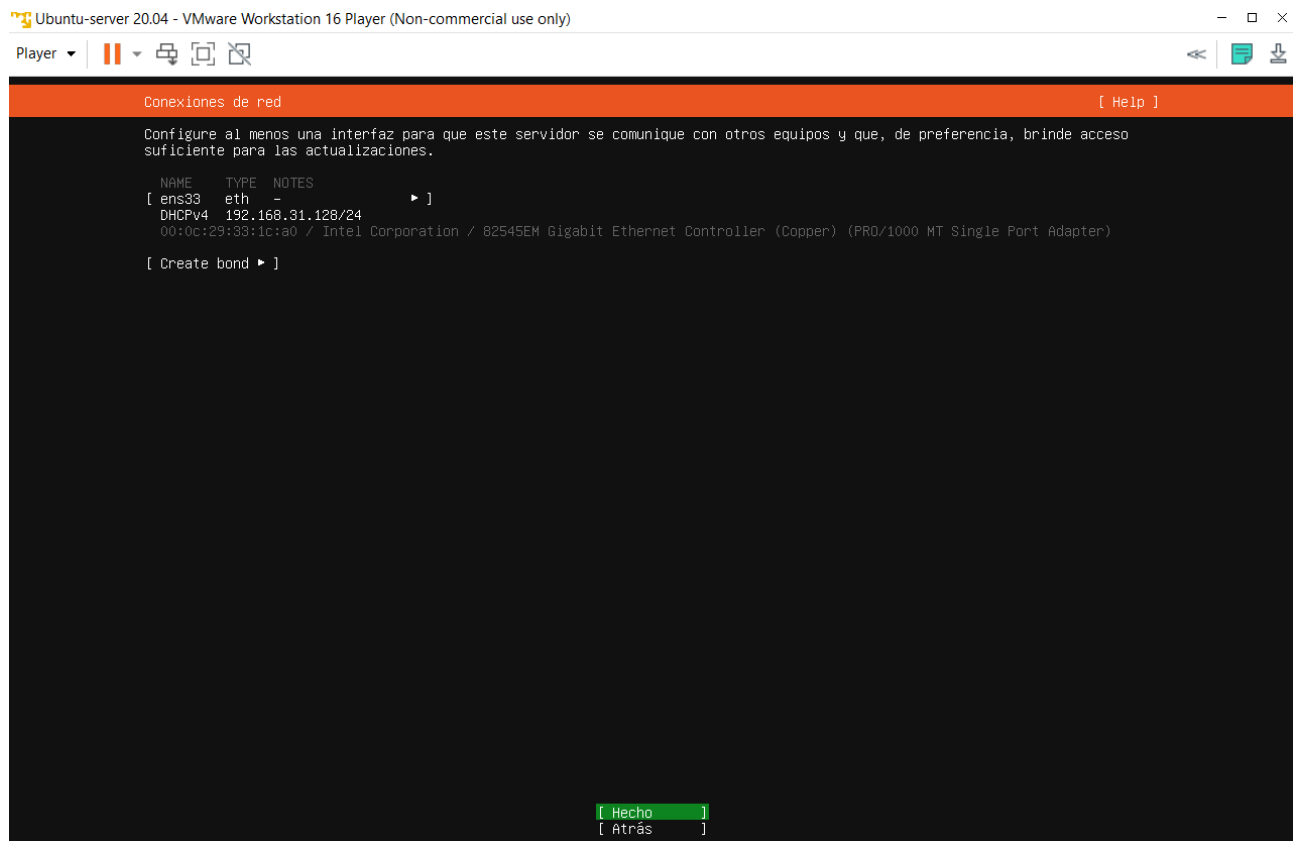 Ubuntu-server 20.04 - VMware Workstation 16 Player (Non-commercial use only)
Player
Conexiones de red [ Help ]
Configure al menos una interfaz para que este servidor se comunique con otros equipos y que, de preferencia, brinde acceso
suficiente para las actualizaciones.
NAME TYPE NOTES
[ ens33 eth - ▸ ]
DHCPv4 192.168.31.128/24
00:0c:29:33:1c:a0 / Intel Corporation / 82545EM Gigabit Ethernet Controller (Copper) (PRO/1000 MT Single Port Adapter)
[ Create bond ▸ ]
[ Hecho ]
[ Atrás ]